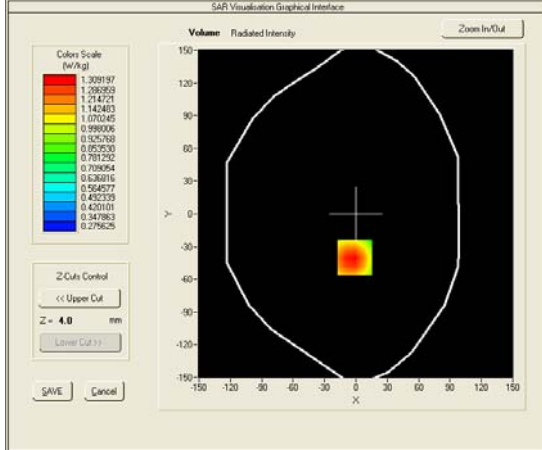 SAR Visualisation Graphical Interface
Volume Radiated Intensity
Zoom In/Out
Colors Scale
(W/kg)
1.309197
1.286959
1.214721
1.142483
1.070245
0.998006
0.925768
0.853530
0.781292
0.709054
0.636816
0.564577
0.492339
0.420101
0.347863
0.275625
150
90
60
30
0
-30
-60
-90
-120
-150
Y
-150 -120 -90 -60 -30 0 30 60 90 120 150
X
Z-Cuts Control
<< Upper Cut
Z = 4.0 mm
Lower Cut >>
SAVE
Cancel